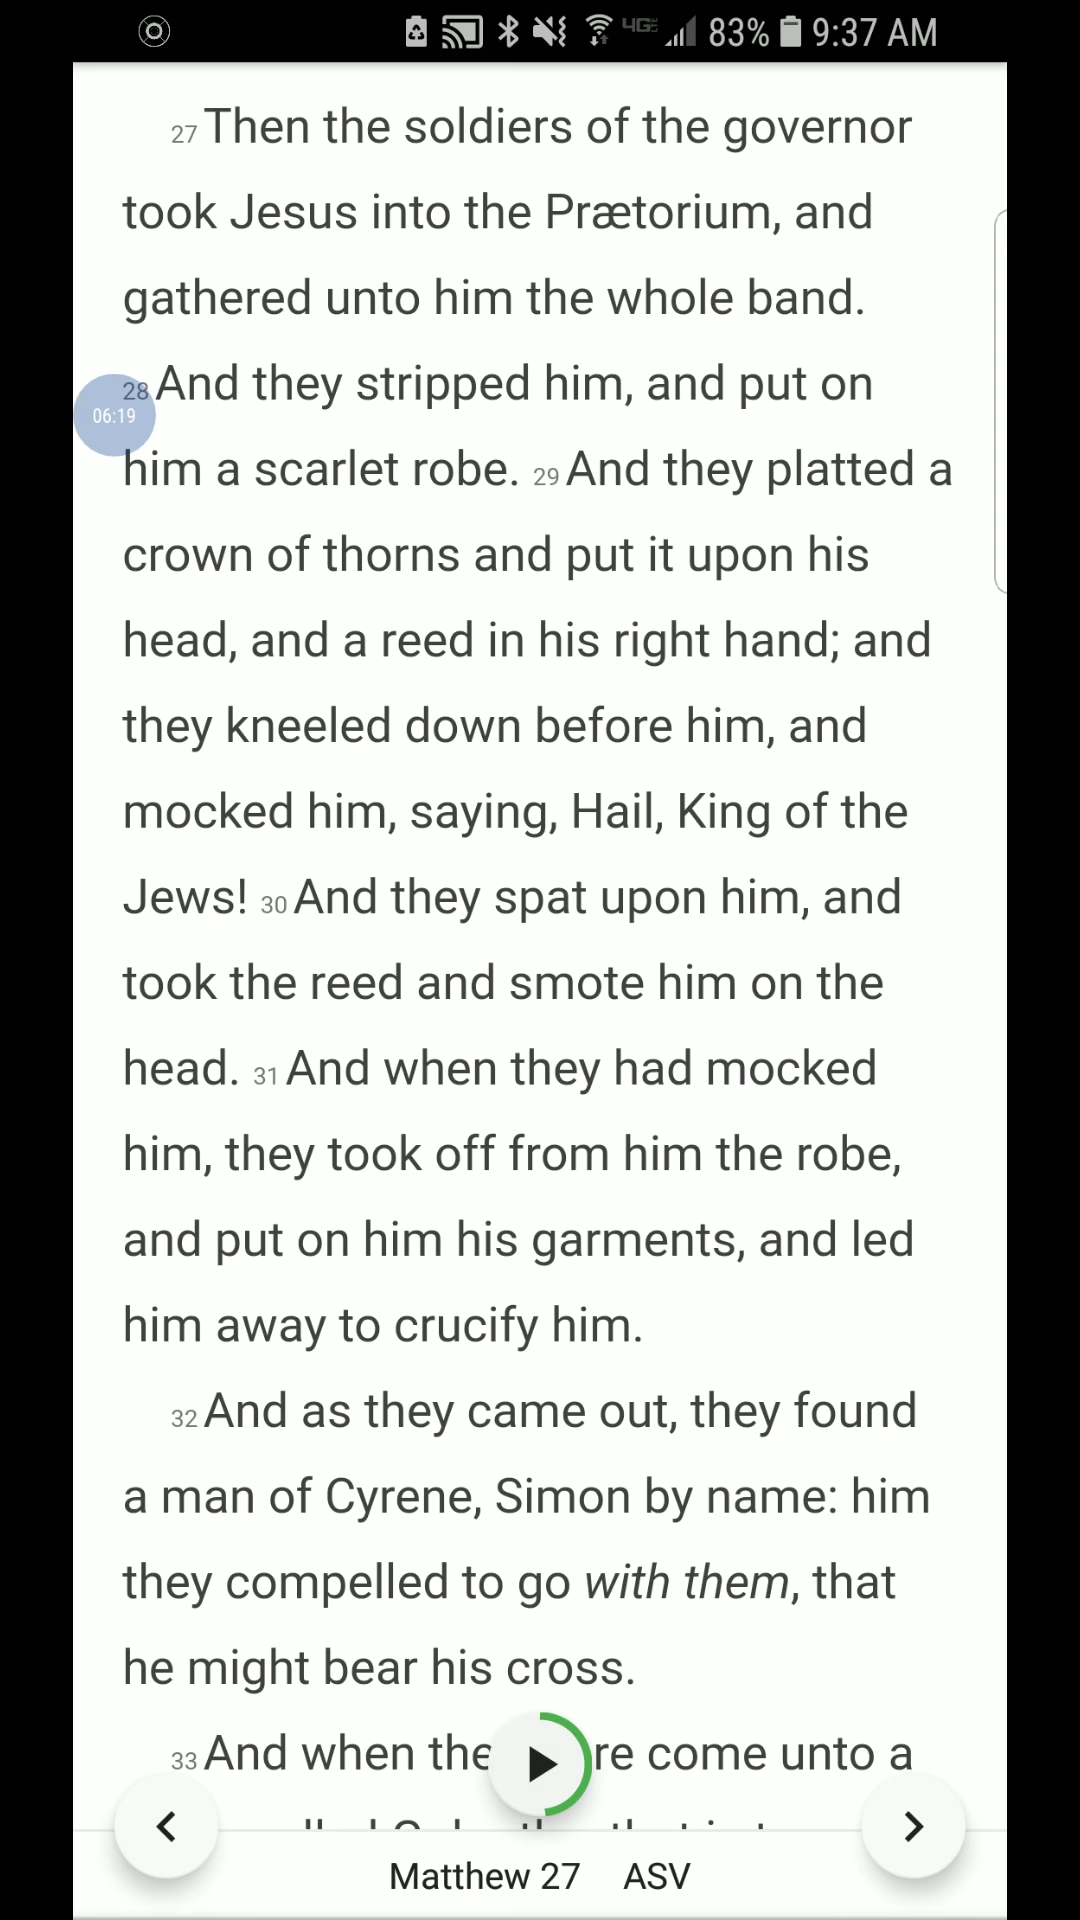 4G 83% 9:37 AM
27 Then the soldiers of the governor
took Jesus into the Prætorium, and
gathered unto him the whole band.
28 And they stripped him, and put on
06:19
him a scarlet robe. 29 And they platted a
crown of thorns and put it upon his
head, and a reed in his right hand; and
they kneeled down before him, and
mocked him, saying, Hail, King of the
Jews! 30 And they spat upon him, and
took the reed and smote him on the
head. 31 And when they had mocked
him, they took off from him the robe,
and put on him his garments, and led
him away to crucify him.
32 And as they came out, they found
a man of Cyrene, Simon by name: him
they compelled to go with them, that
he might bear his cross.
33 And when the re come unto a
Matthew 27 ASV